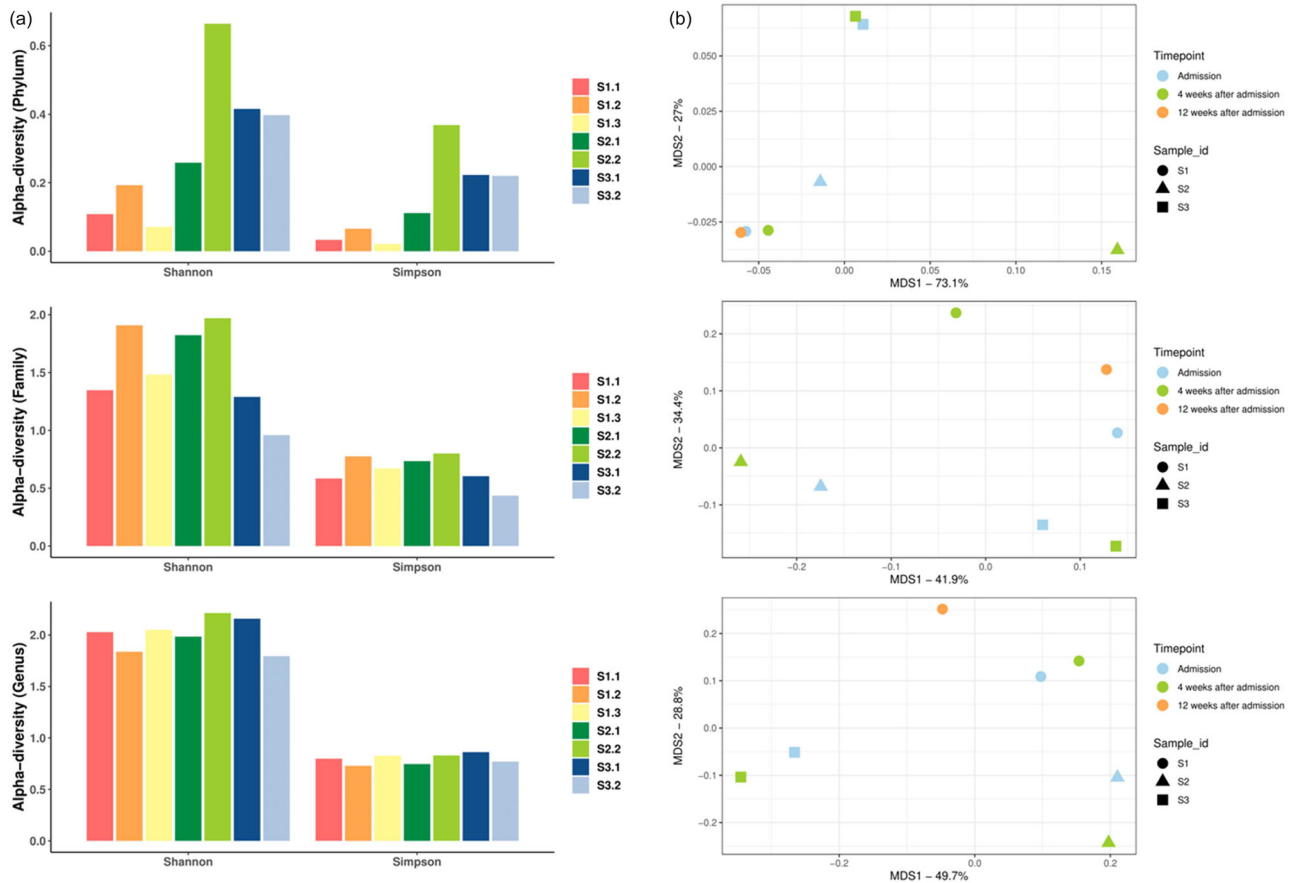 (a)
Alpha-diversity (Phylum)
0.6
0.4
0.2
0.0
Shannon
Simpson
S1.1
S1.2
S1.3
S2.1
S2.2
S3.1
S3.2
Alpha-diversity (Family)
2.0
1.5
1.0
0.5
0.0
Shannon
Simpson
S1.1
S1.2
S1.3
S2.1
S2.2
S3.1
S3.2
Alpha-diversity (Genus)
2.0
1.5
1.0
0.5
0.0
Shannon
Simpson
S1.1
S1.2
S1.3
S2.1
S2.2
S3.1
S3.2
(b)
MDS2 − 27%
0.050
0.025
0.000
−0.025
−0.05
0.00
0.05
0.10
0.15
MDS1 − 73.1%
Timepoint
Admission
4 weeks after admission
12 weeks after admission
Sample_id
S1
S2
S3
MDS2 − 34.4%
0.2
0.1
0.0
−0.1
−0.2
−0.1
0.0
0.1
MDS1 − 41.9%
Timepoint
Admission
4 weeks after admission
12 weeks after admission
Sample_id
S1
S2
S3
MDS2 − 28.8%
0.2
0.1
0.0
−0.1
−0.2
−0.2
0.0
0.2
MDS1 − 49.7%
Timepoint
Admission
4 weeks after admission
12 weeks after admission
Sample_id
S1
S2
S3